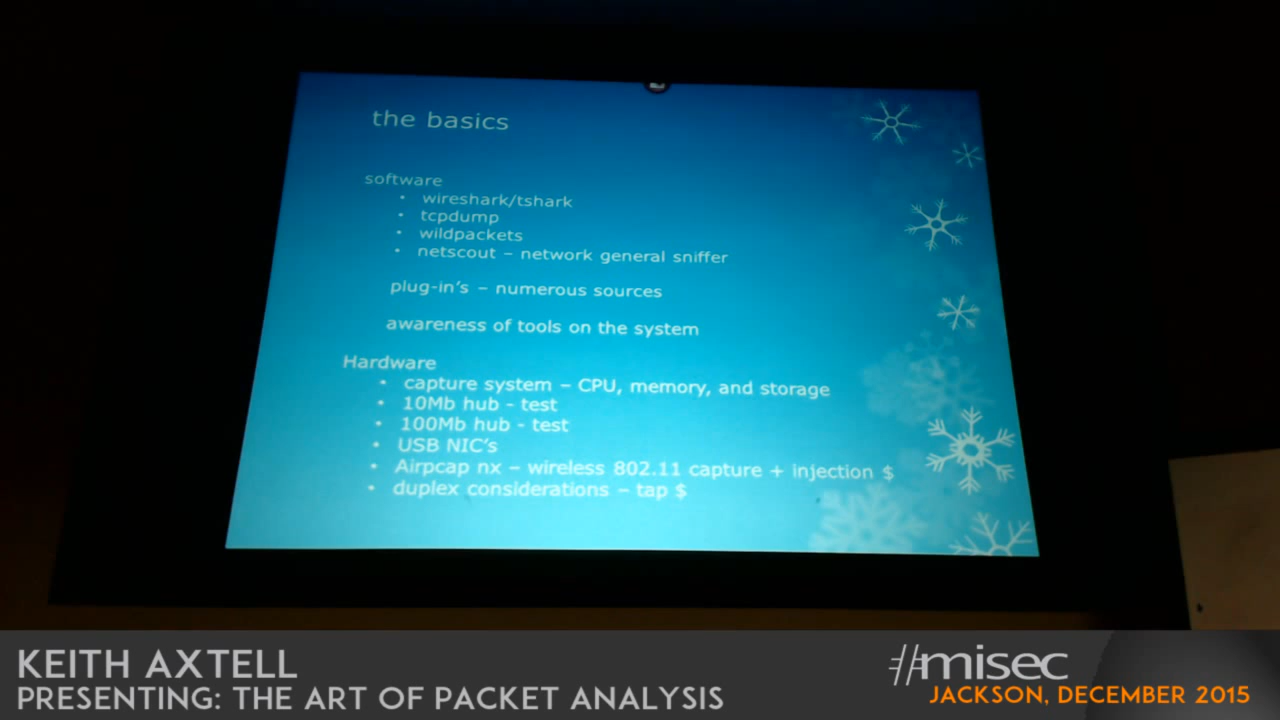 the basics
software
• wireshark/tshark
• tcpdump
• wildpackets
• netscout – network general sniffer
plug-in's – numerous sources
awareness of tools on the system
Hardware
• capture system – CPU, memory, and storage
• 10Mb hub - test
• 100Mb hub - test
• USB NIC's
• Airpcap nx – wireless 802.11 capture + injection $
• duplex considerations – tap $
KEITH AXTELL
PRESENTING: THE ART OF PACKET ANALYSIS
#misec
JACKSON, DECEMBER 2015